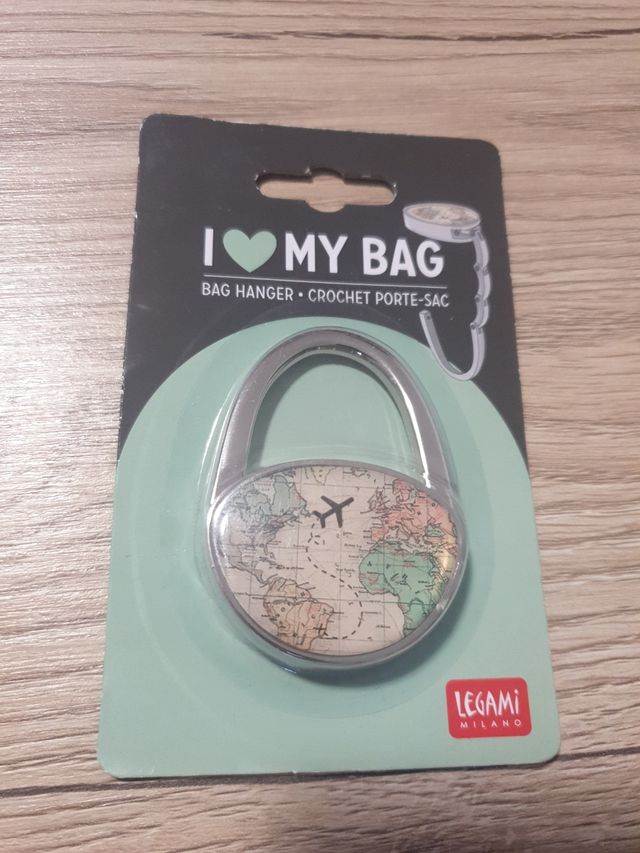 I 💚 MY BAG
BAG HANGER • CROCHET PORTE-SAC
LEGAMI
MILANO